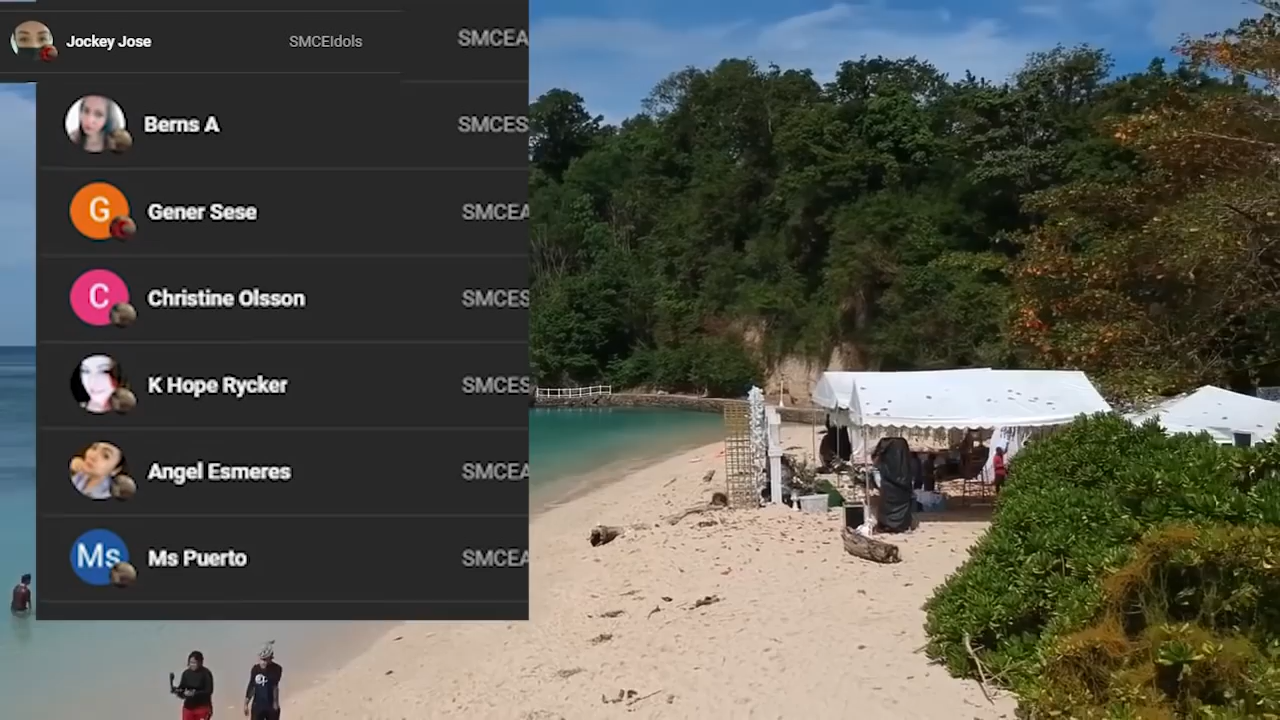 Jockey Jose SMCEIdols SMCEA
Berns A SMCES
G Gener Sese SMCEA
C Christine Olsson SMCES
K Hope Rycker SMCES
Angel Esmeres SMCEA
Ms Ms Puerto SMCEA